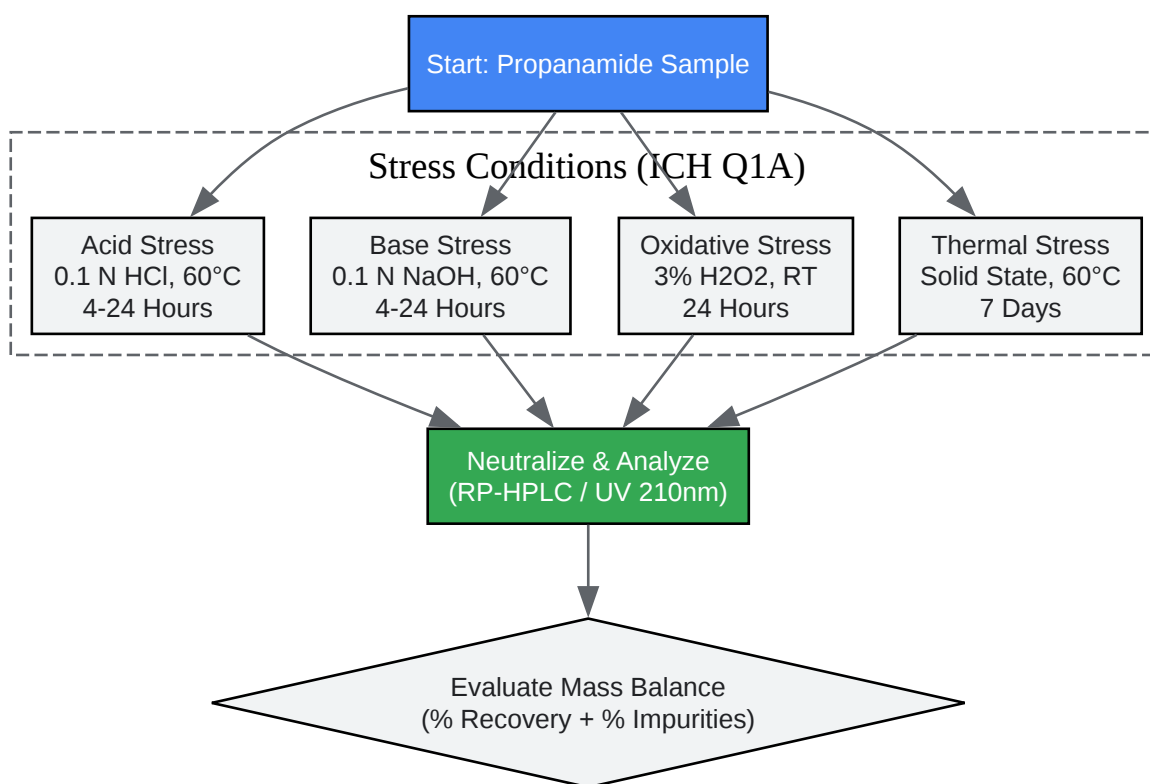 Start: Propanamide Sample
Stress Conditions (ICH Q1A)
Acid Stress
0.1 N HCl, 60°C
4-24 Hours
Base Stress
0.1 N NaOH, 60°C
4-24 Hours
Oxidative Stress
3% H2O2, RT
24 Hours
Thermal Stress
Solid State, 60°C
7 Days
Neutralize & Analyze
(RP-HPLC / UV 210nm)
Evaluate Mass Balance
(% Recovery + % Impurities)